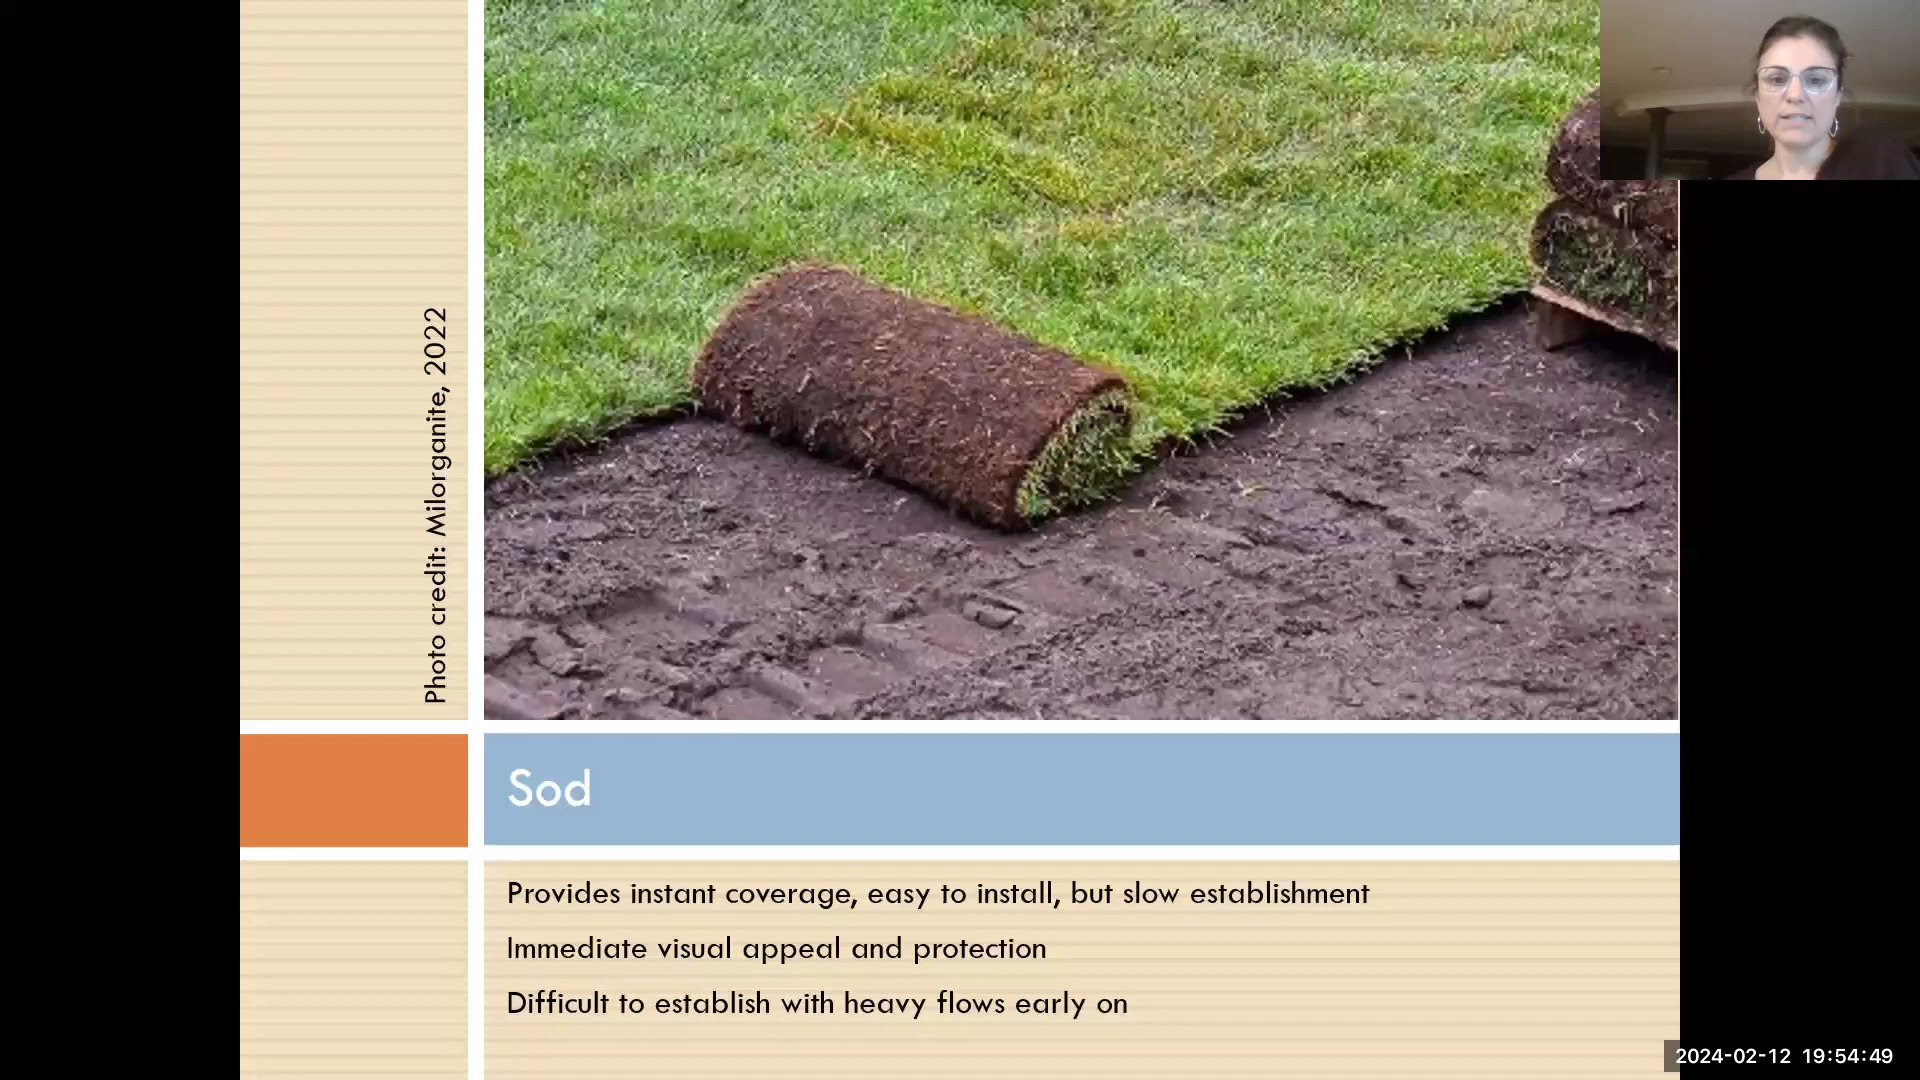 Photo credit: Milorganite, 2022
Sod
Provides instant coverage, easy to install, but slow establishment
Immediate visual appeal and protection
Difficult to establish with heavy flows early on
2024-02-12 19:54:49